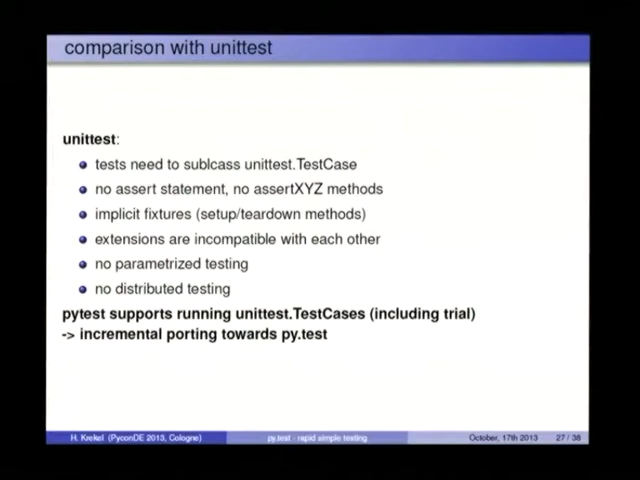 comparison with unittest
unittest:
tests need to sublcass unittest.TestCase
no assert statement, no assertXYZ methods
implicit fixtures (setup/teardown methods)
extensions are incompatible with each other
no parametrized testing
no distributed testing
pytest supports running unittest.TestCases (including trial)
-> incremental porting towards py.test
H. Krekel (PyconDE 2013, Cologne) py.test - rapid simple testing October, 17th 2013 27 / 38